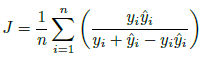 $$J = \frac{1}{n} \sum_{i=1}^{n} \left( \frac{y_i \hat{y}_i}{y_i + \hat{y}_i - y_i \hat{y}_i} \right)$$